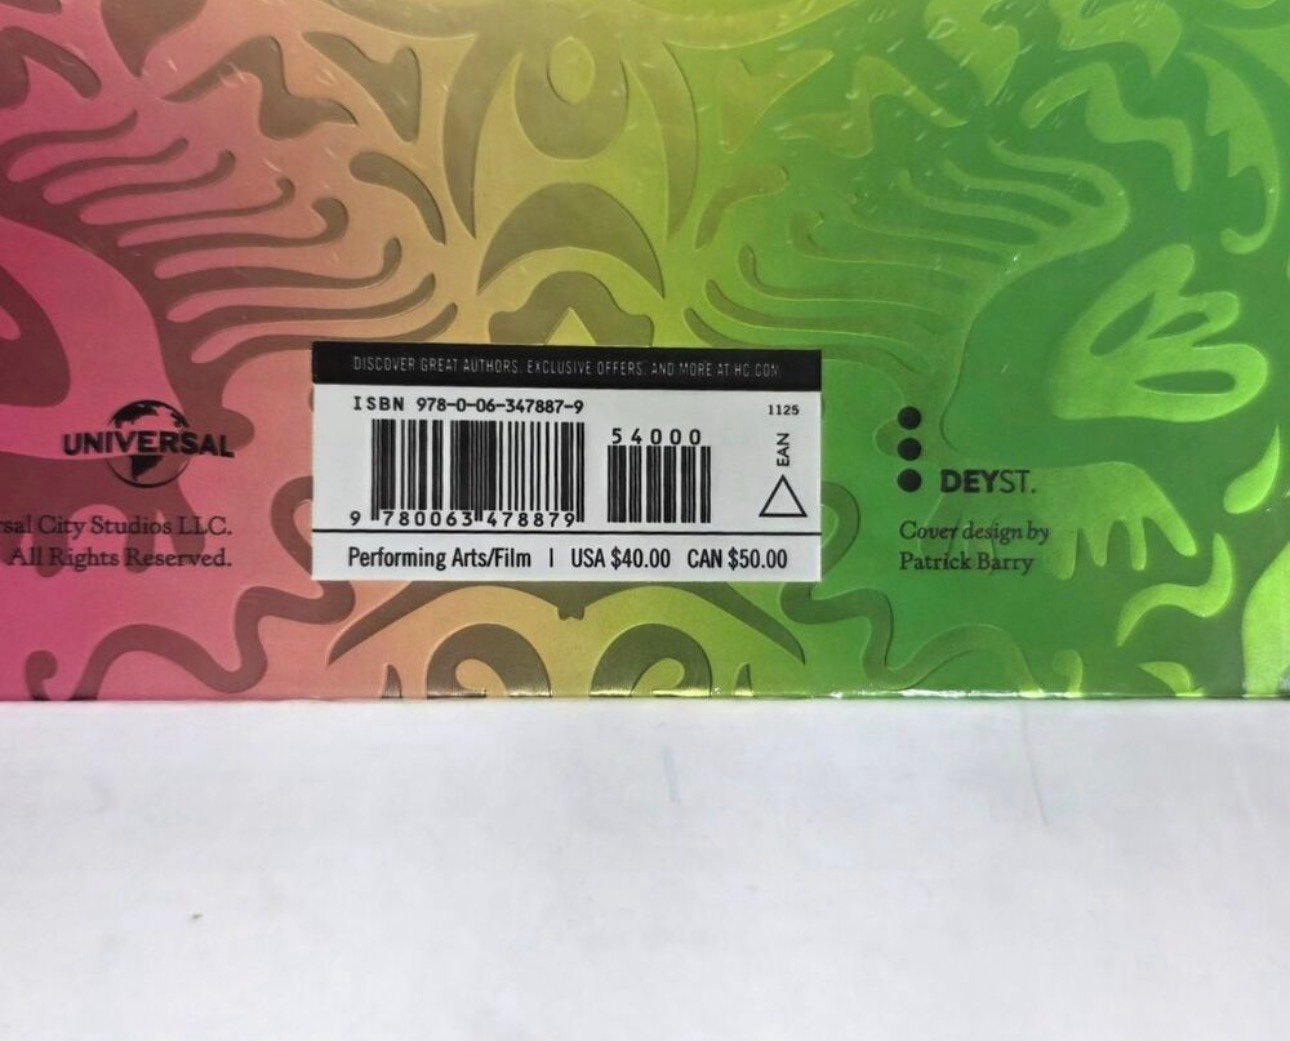 DISCOVER GREAT AUTHORS, EXCLUSIVE OFFERS, AND MORE AT HC.COM
ISBN 978-0-06-347887-9
1125
54000
EAN
9 780063 478879
Performing Arts/Film | USA $40.00 CAN $50.00
UNIVERSAL
City Studios LLC.
All Rights Reserved.
DEYST.
Cover design by
Patrick Barry